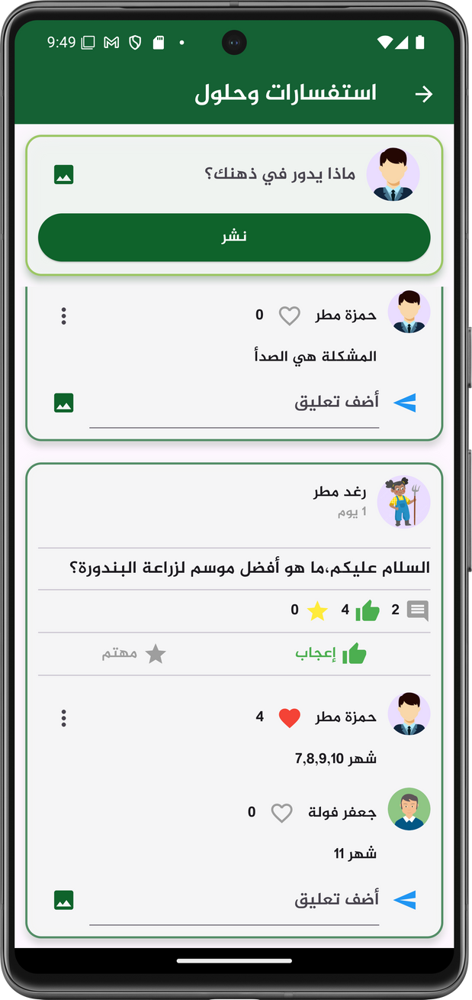 9:49
استفسارات وحلول
ماذا يدور في ذهنك؟
نشر
حمزة مطر 0
المشكلة هي الصدأ
أضف تعليق
رغد مطر
1 يوم
السلام عليكم،ما هو أفضل موسم لزراعة البندورة؟
2 4 0
إعجاب مهتم
حمزة مطر 4
شهر 7,8,9,10
جعفر فولة 0
شهر 11
أضف تعليق